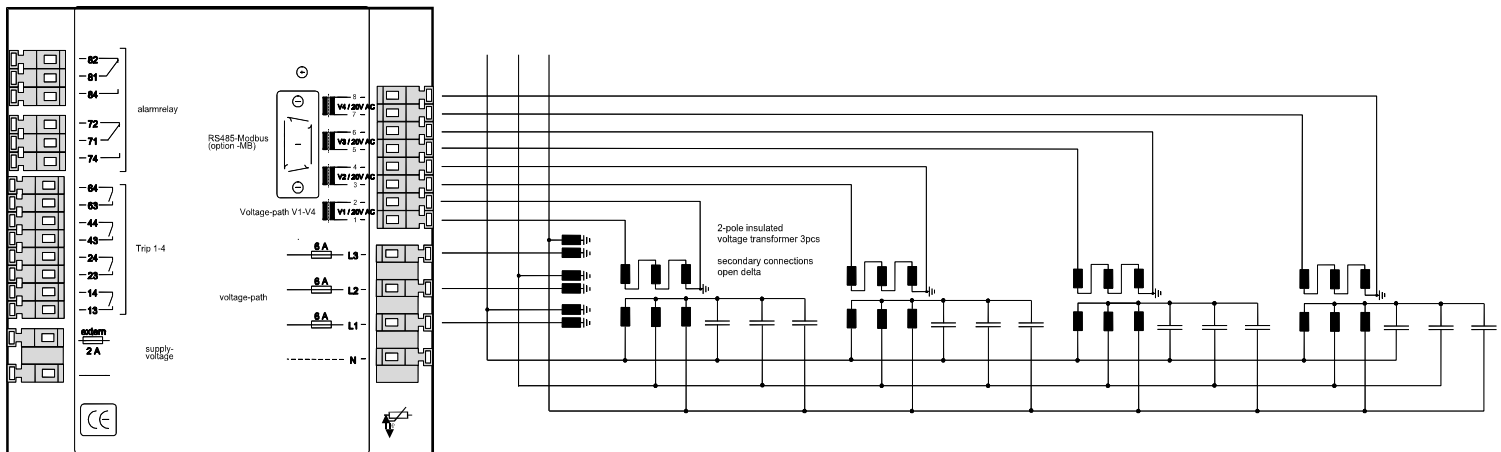 82
81
84
alarmrelay
72
71
74
64
63
44
43
24
23
14
13
Trip 1-4
extern
2 A
supply-
voltage
CE
RS485-Modbus
(option -MB)
8
V4 / 20V AC
7
6
V3 / 20V AC
5
4
V2 / 20V AC
3
2
V1 / 20V AC
1
Voltage-path V1-V4
6 A
L3
6 A
L2
voltage-path
6 A
L1
N
2-pole insulated
voltage transformer 3pcs
secondary connections
open delta